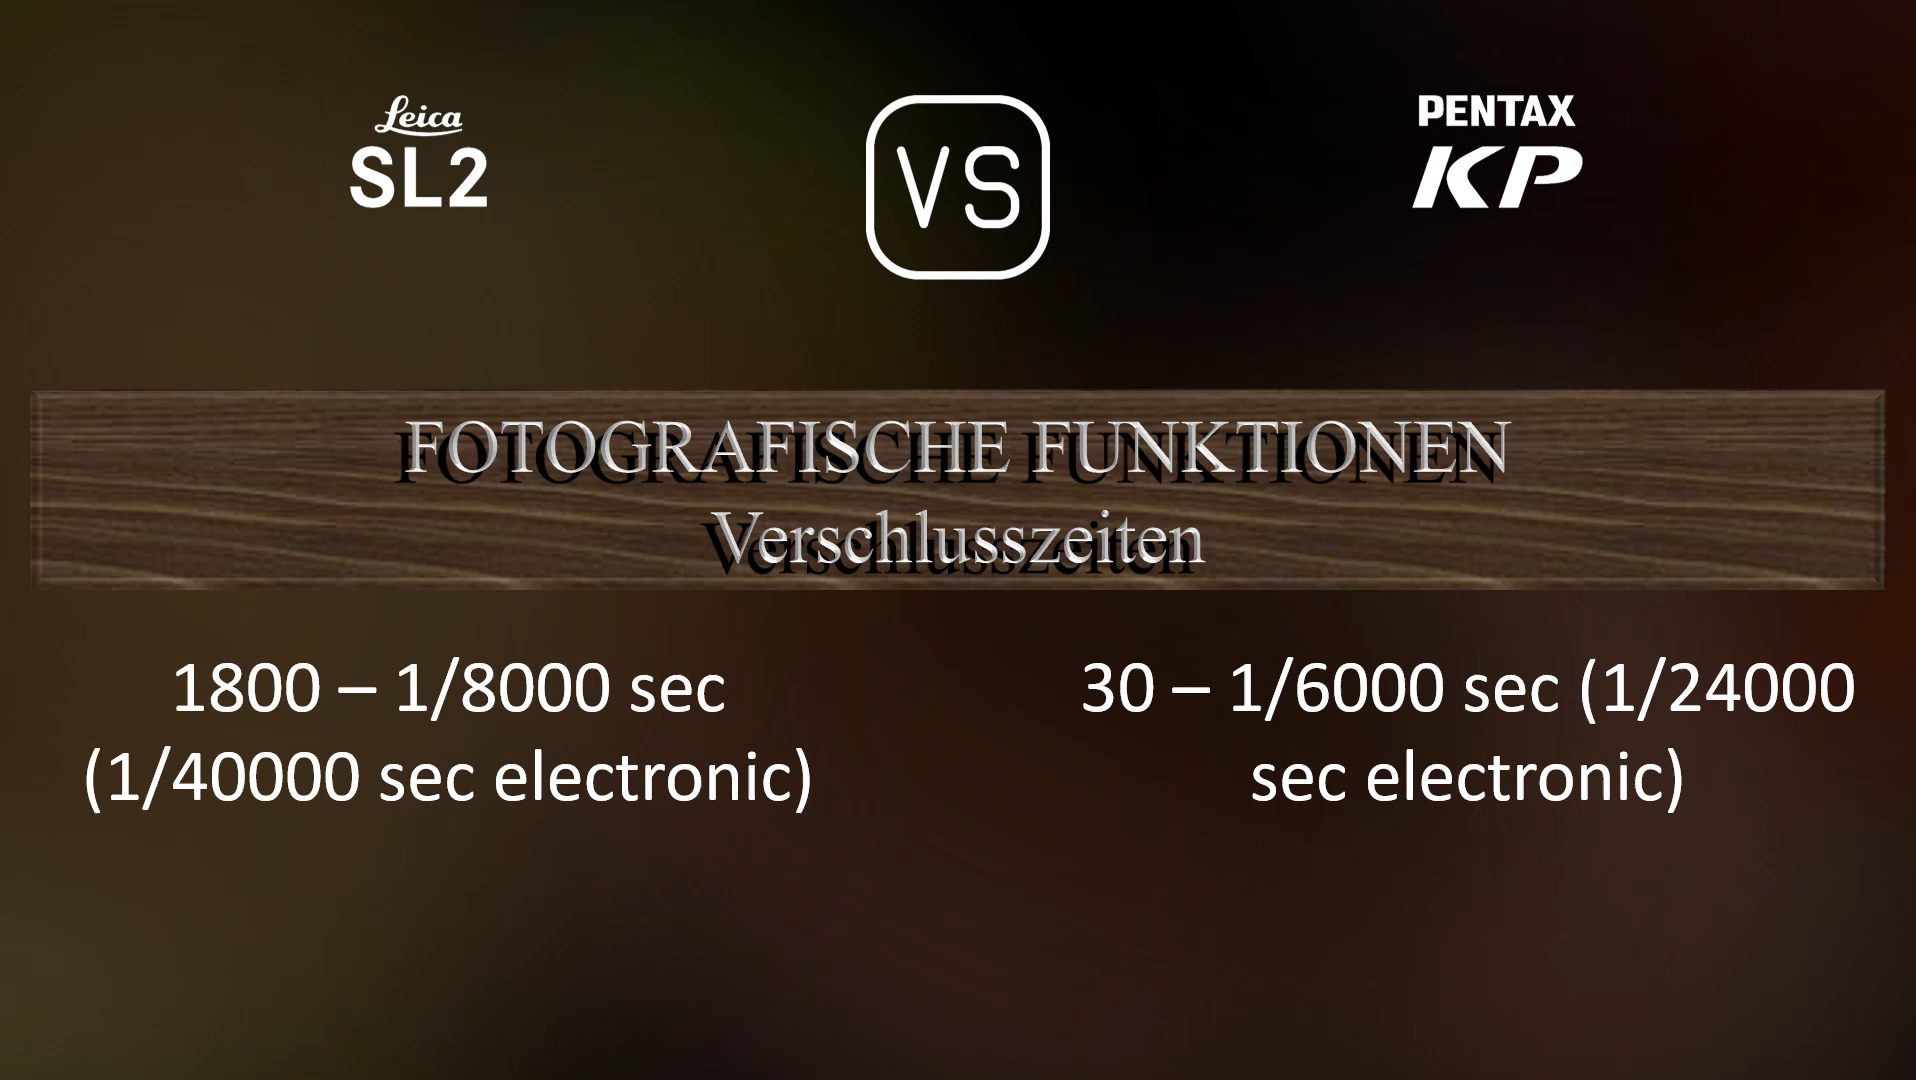 Leica
SL2
VS
PENTAX
KP
FOTOGRAFISCHE FUNKTIONEN
Verschlusszeiten
1800 – 1/8000 sec
(1/40000 sec electronic)
30 – 1/6000 sec (1/24000
sec electronic)